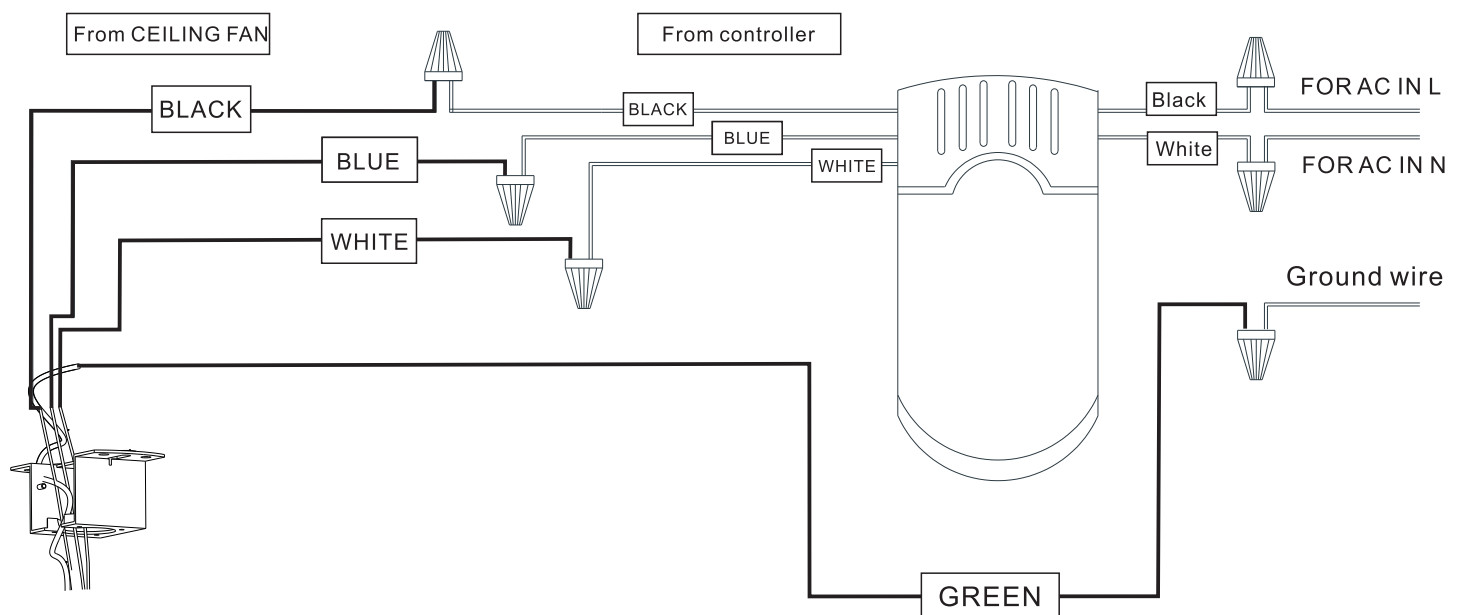 From CEILING FAN
From controller
BLACK
BLACK
Black
FOR AC IN L
BLUE
BLUE
White
FOR AC IN N
WHITE
WHITE
Ground wire
GREEN